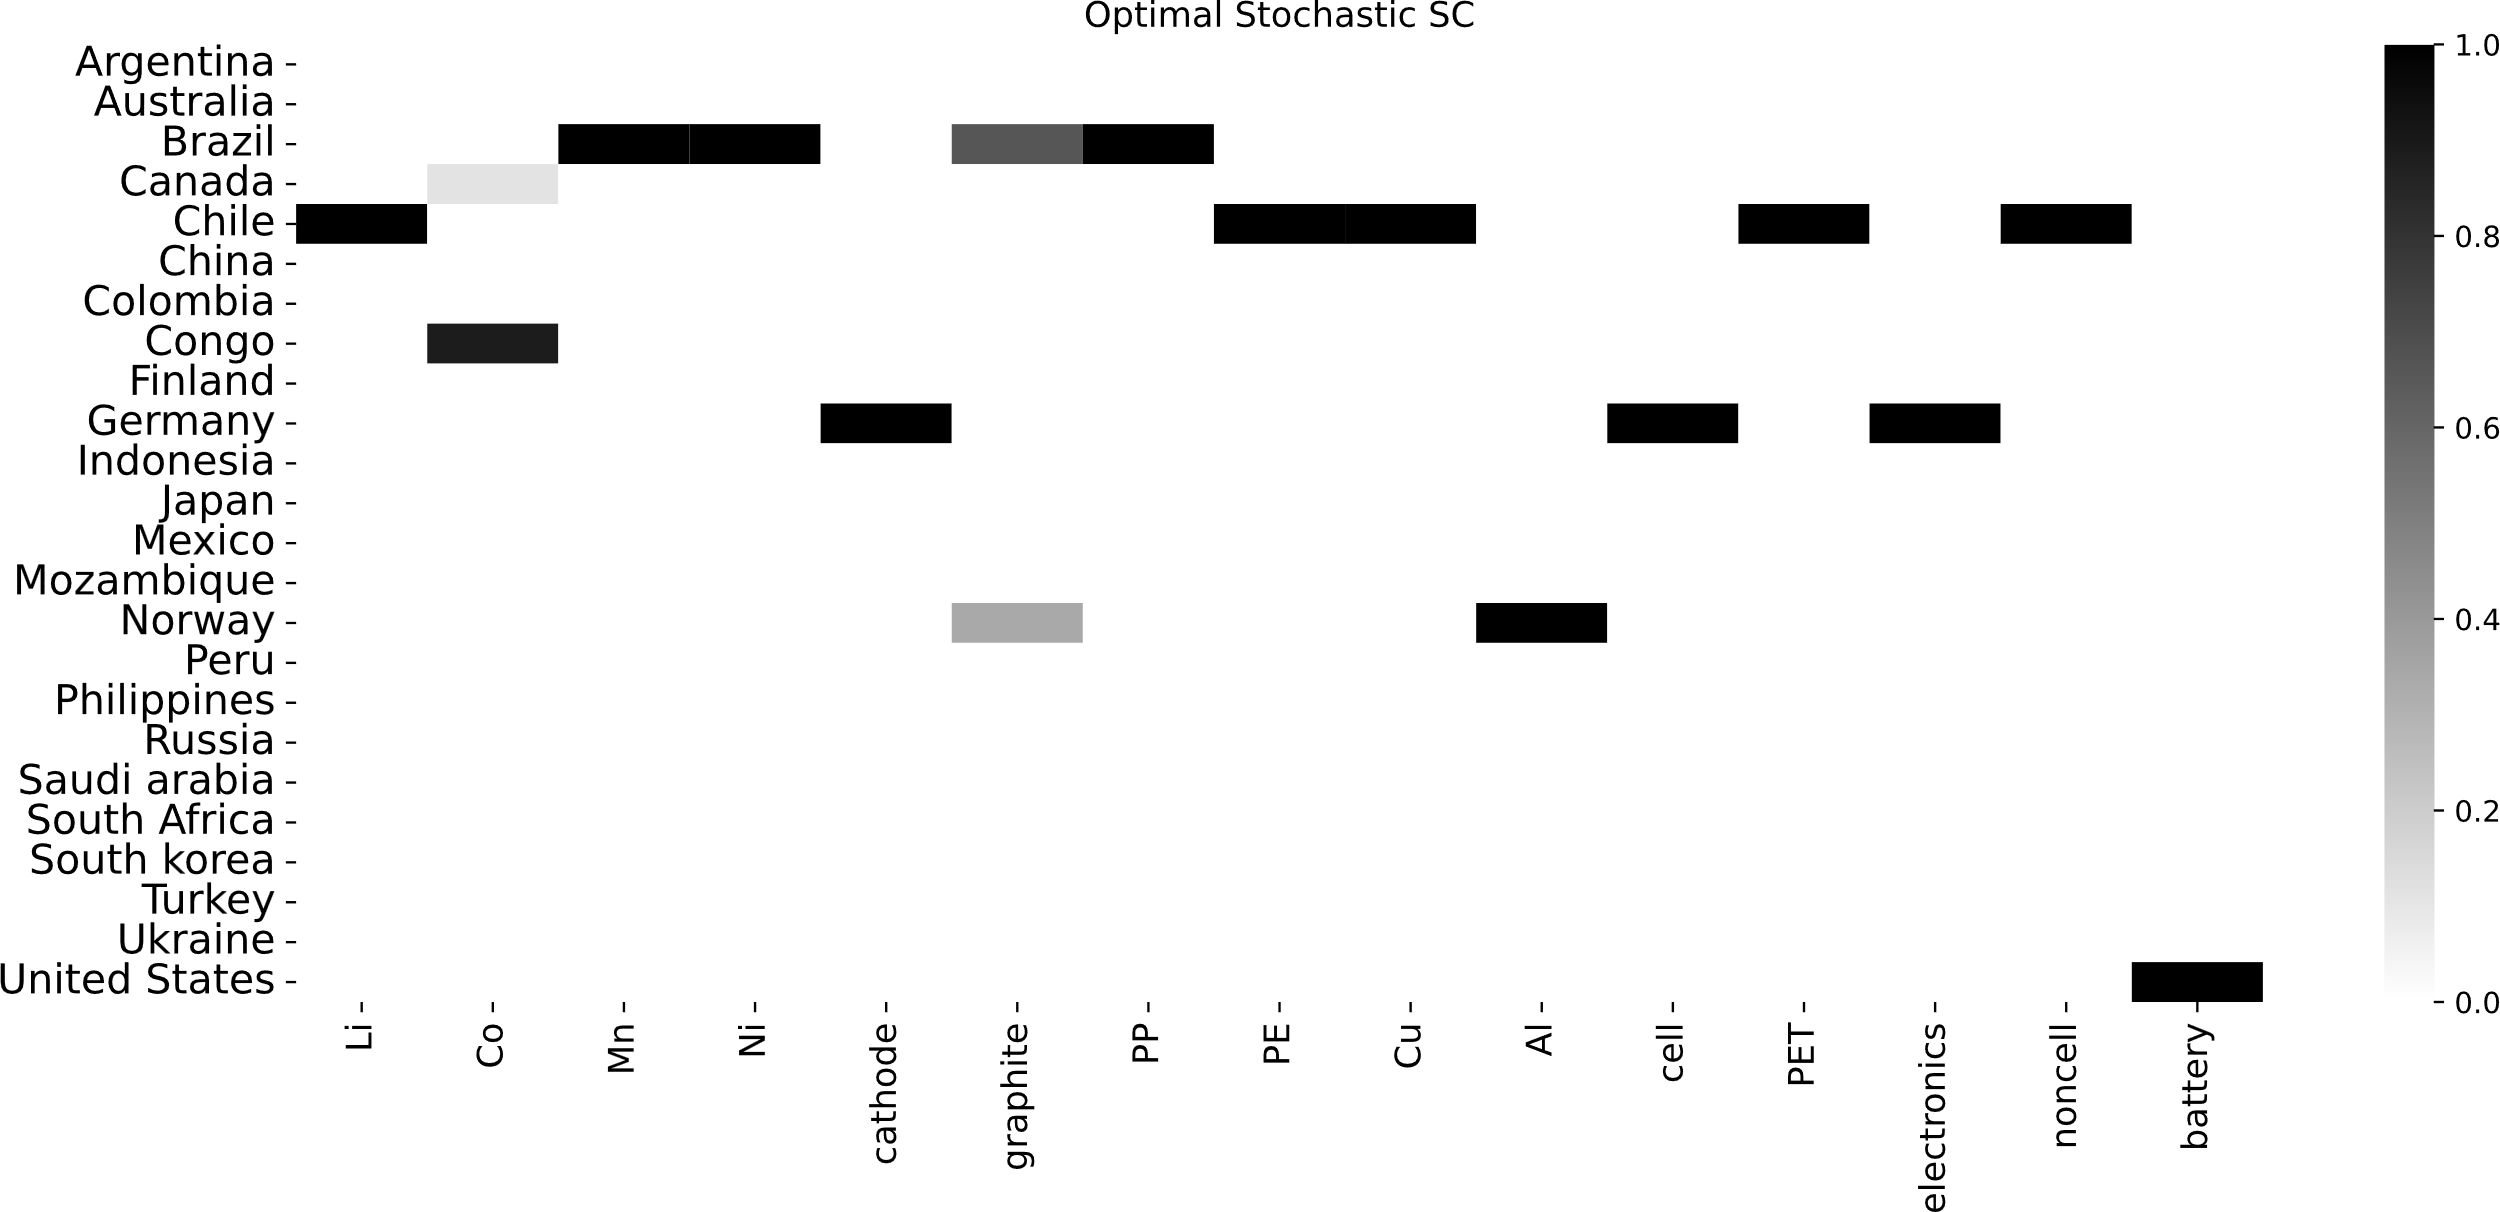 Optimal Stochastic SC
Argentina
Australia
Brazil
Canada
Chile
China
Colombia
Congo
Finland
Germany
Indonesia
Japan
Mexico
Mozambique
Norway
Peru
Philippines
Russia
Saudi arabia
South Africa
South korea
Turkey
Ukraine
United States
Li
Co
Mn
Ni
cathode
graphite
PP
PE
Cu
Al
cell
PET
electronics
noncell
battery
1.0
0.8
0.6
0.4
0.2
0.0